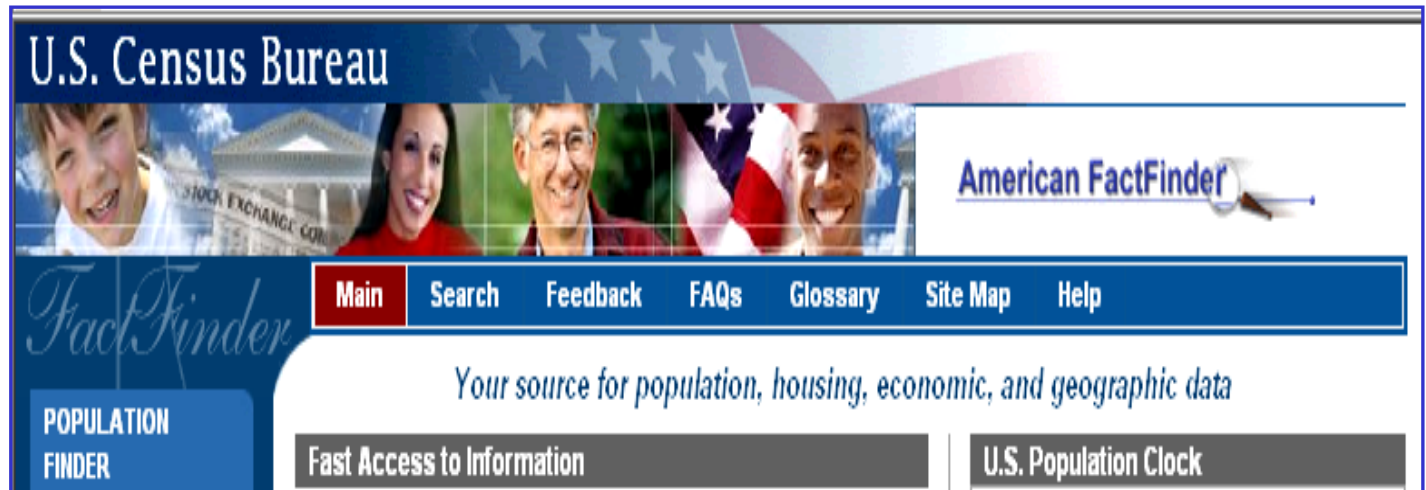 U.S. Census Bureau
STOCK EXCHANGE
American FactFinder
FactFinder
Main Search Feedback FAQs Glossary Site Map Help
Your source for population, housing, economic, and geographic data
POPULATION
FINDER
Fast Access to Information
U.S. Population Clock